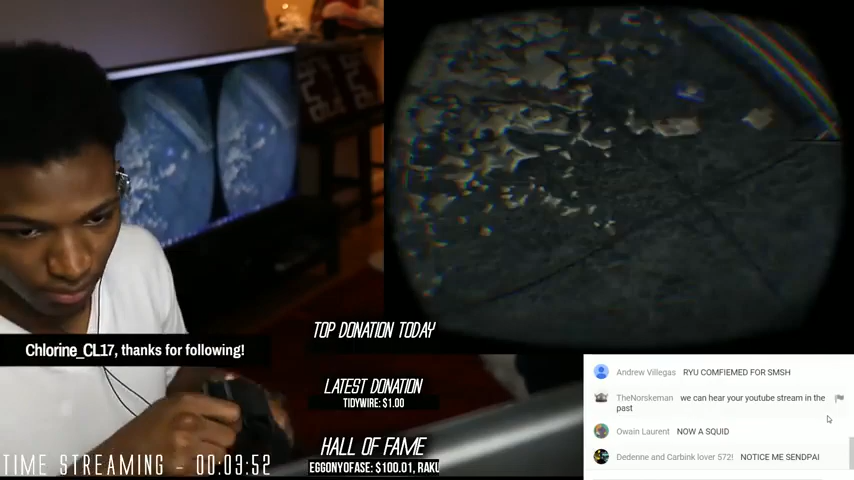 TOP DONATION TODAY
Chlorine_CL17, thanks for following!
LATEST DONATION
TIDYWIRE: $1.00
HALL OF FAME
EGGONYOFASE: $100.01, RAKU
TIME STREAMING - 00:03:52
Andrew Villegas RYU COMFIEMED FOR SMSH
TheNorskeman we can hear your youtube stream in the
past
Owain Laurent NOW A SQUID
Dedenne and Carbink lover 572! NOTICE ME SENDPAI